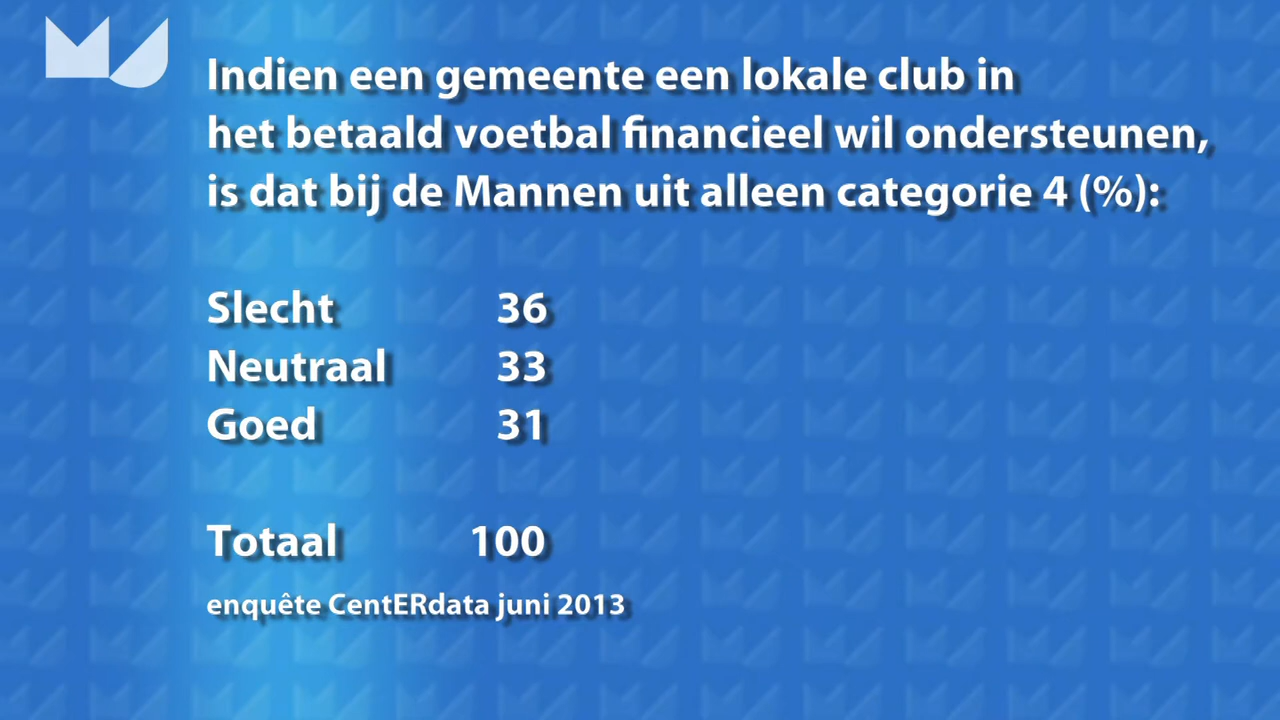 Indien een gemeente een lokale club in
het betaald voetbal financieel wil ondersteunen,
is dat bij de Mannen uit alleen categorie 4 (%):
Slecht 36
Neutraal 33
Goed 31
Totaal 100
enquête CentERdata juni 2013